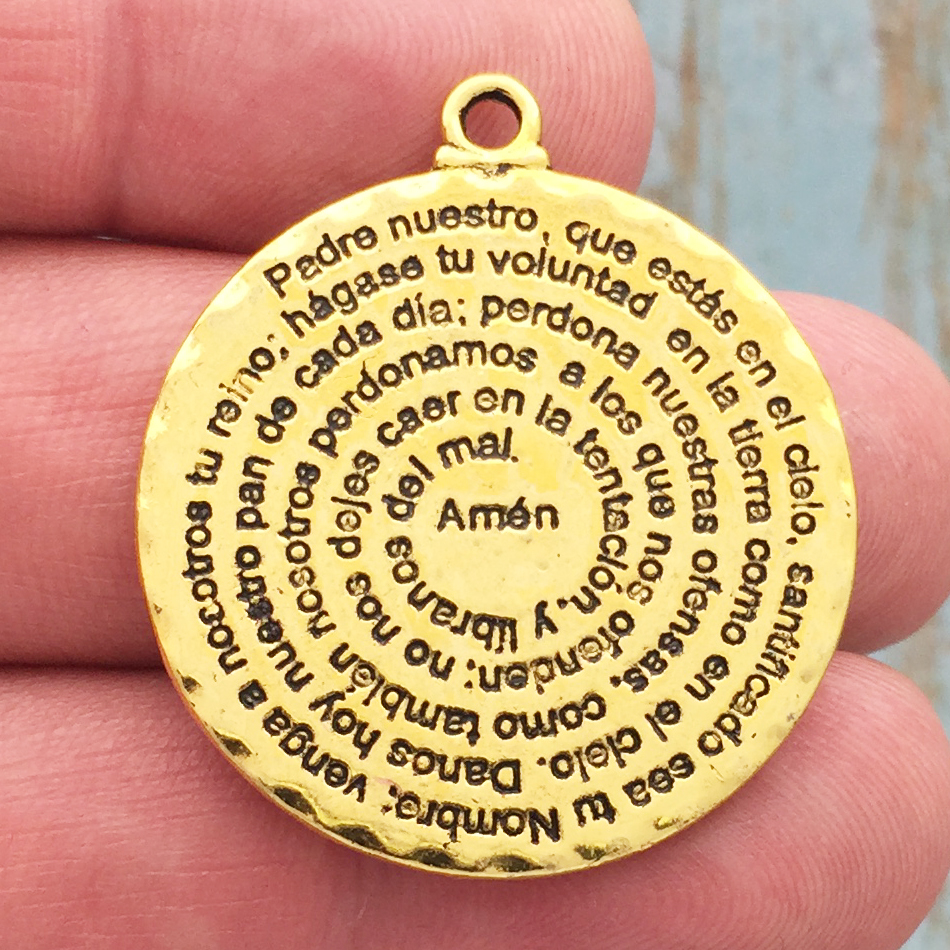 Padre nuestro, que estás en el cielo, santificado sea tu Nombre; venga a nocotros tu reino;
hágase tu voluntad en la tierra como en el cielo. Danos hoy nuestro pan de
cada día; perdona nuestras ofensas, como también nosotros
perdonamos a los que nos ofenden; no nos dejes
caer en la tentación, y libranos del mal.
Amén